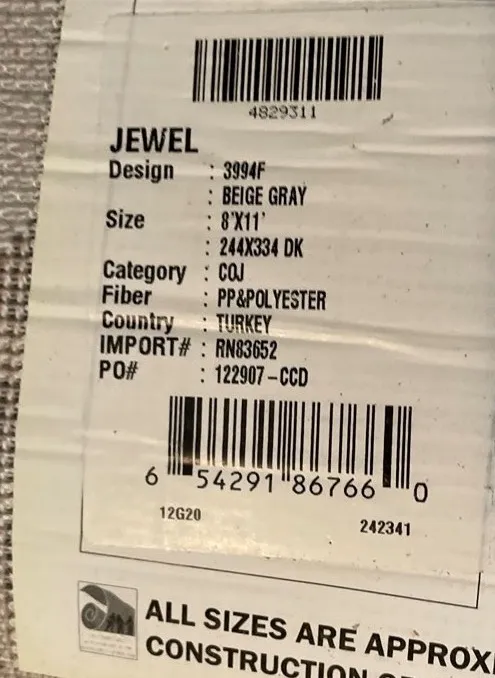 4829311
JEWEL
Design : 3994F
: BEIGE GRAY
Size : 8'X11'
: 244X334 DK
Category : COJ
Fiber : PP&POLYESTER
Country : TURKEY
IMPORT# : RN83652
PO# : 122907-CCD
6 54291 86766 0
12G20 242341
ALL SIZES ARE APPROXI
CONSTRUCTION